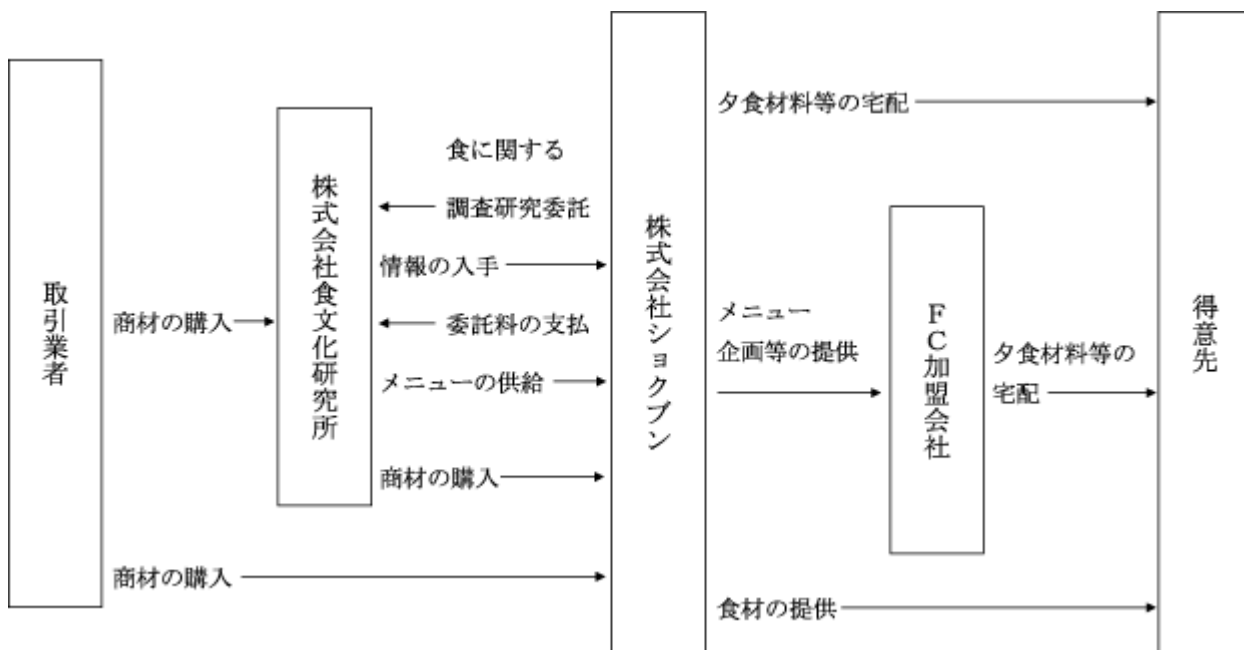 取引業者
商材の購入
商材の購入
株式会社食文化研究所
食に関する
調査研究委託
情報の入手
委託料の支払
メニューの供給
商材の購入
株式会社ショクブン
夕食材料等の宅配
メニュー
企画等の提供
食材の提供
FC加盟会社
夕食材料等の
宅配
得意先